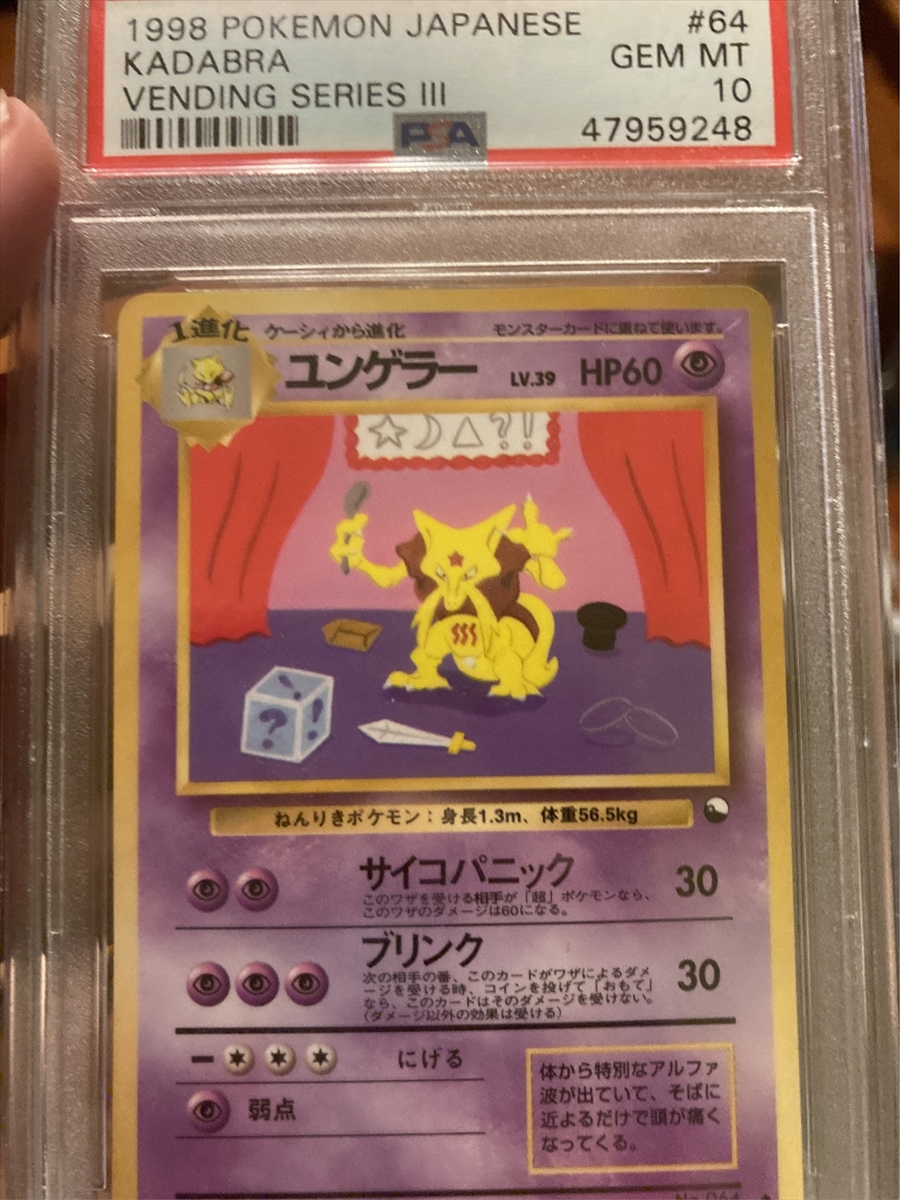 1998 POKEMON JAPANESE #64
KADABRA GEM MT
VENDING SERIES III 10
PSA 47959248
1進化 ケーシィから進化 モンスターカードに重ねて使います。
ユンゲラー LV.39 HP60
?!
ねんりきポケモン：身長1.3m、体重56.5kg
サイコパニック 30
このワザを受ける相手が「超」ポケモンなら、
このワザのダメージは60になる。
ブリンク 30
次の相手の番、このカードがワザによるダメ
ージを受ける時、コインを投げて「おもて」
なら、このカードはそのダメージを受けない。
(ダメージ以外の効果は受ける)
にげる
弱点
体から特別なアルファ
波が出ていて、そばに
近よるだけで頭が痛く
なってくる。